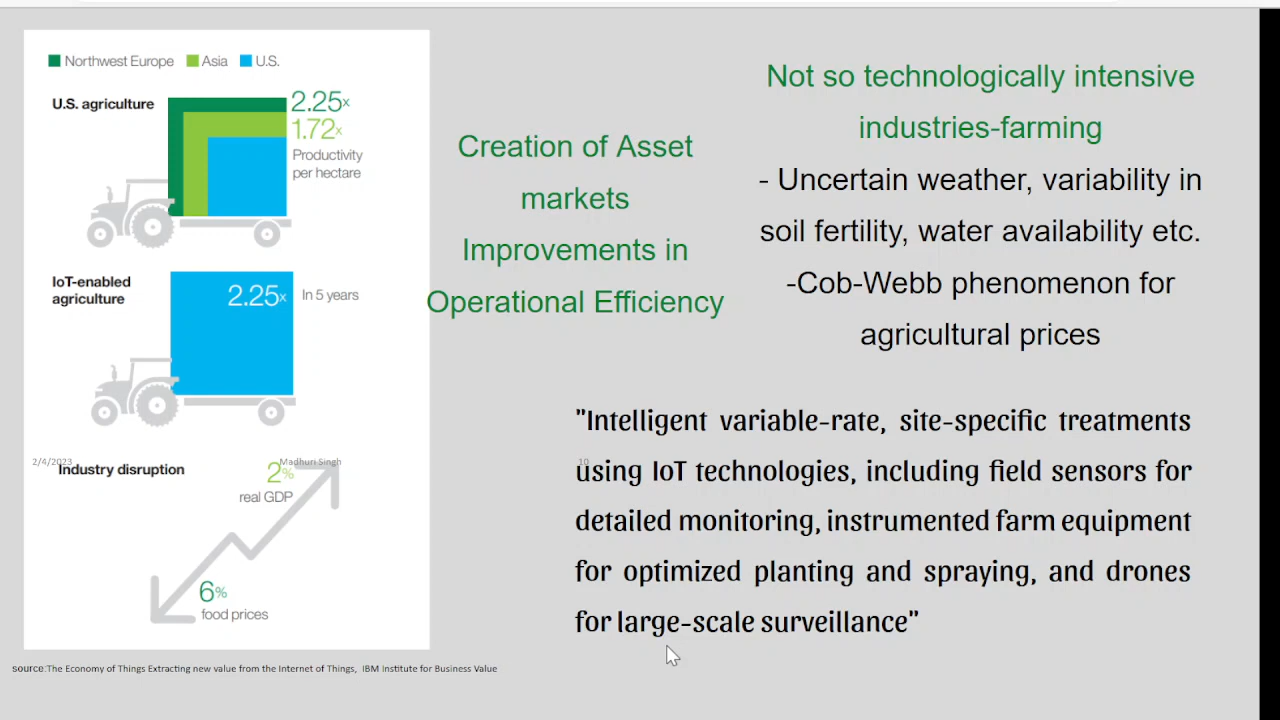 Northwest Europe Asia U.S.
U.S. agriculture
2.25x
1.72x
Productivity
per hectare
IoT-enabled
agriculture
2.25x
In 5 years
2/4/2023
Industry disruption
Madhuri Singh
2%
real GDP
6%
food prices
source:The Economy of Things Extracting new value from the Internet of Things, IBM Institute for Business Value
Creation of Asset
markets
Improvements in
Operational Efficiency
Not so technologically intensive
industries-farming
- Uncertain weather, variability in
soil fertility, water availability etc.
-Cob-Webb phenomenon for
agricultural prices
"Intelligent variable-rate, site-specific treatments
10
using IoT technologies, including field sensors for
detailed monitoring, instrumented farm equipment
for optimized planting and spraying, and drones
for large-scale surveillance"